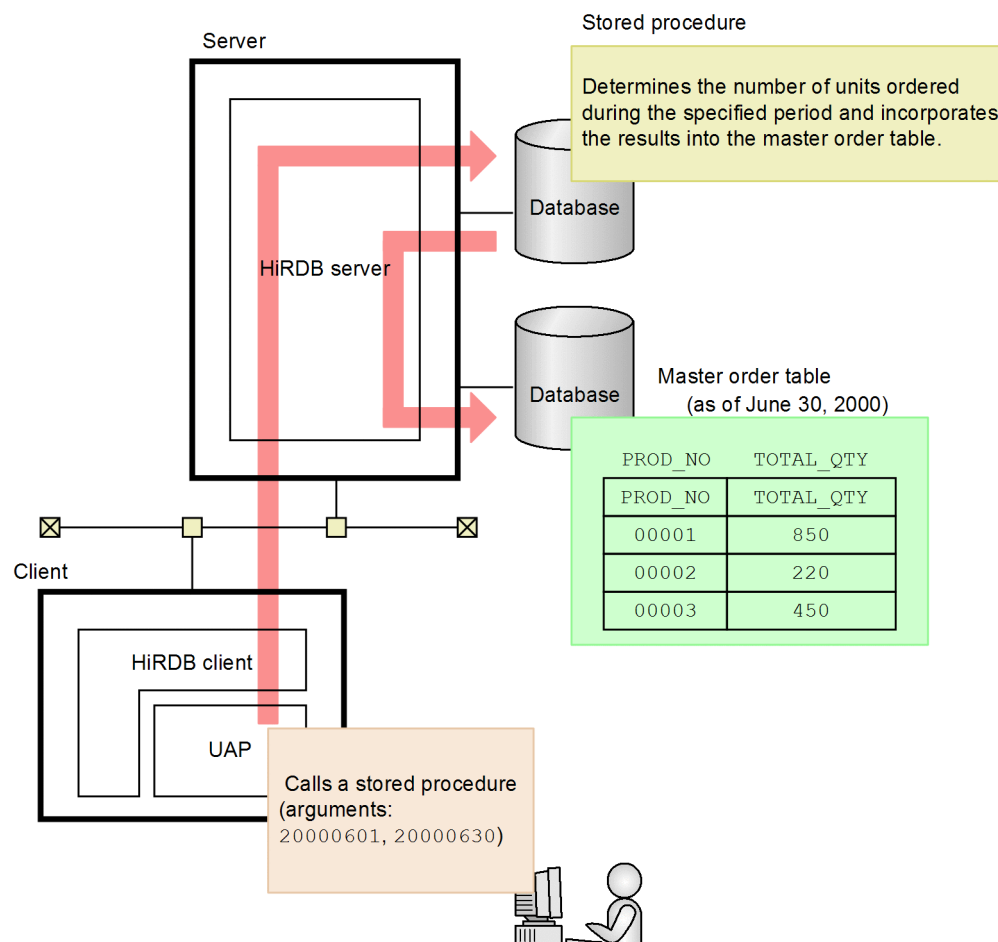 Stored procedure
Server
Determines the number of units ordered
during the specified period and incorporates
the results into the master order table.
Database
HiRDB server
Database
Master order table
(as of June 30, 2000)
PROD_NO TOTAL_QTY
PROD_NO TOTAL_QTY
00001 850
00002 220
00003 450
Client
HiRDB client
UAP
Calls a stored procedure
(arguments:
20000601, 20000630)